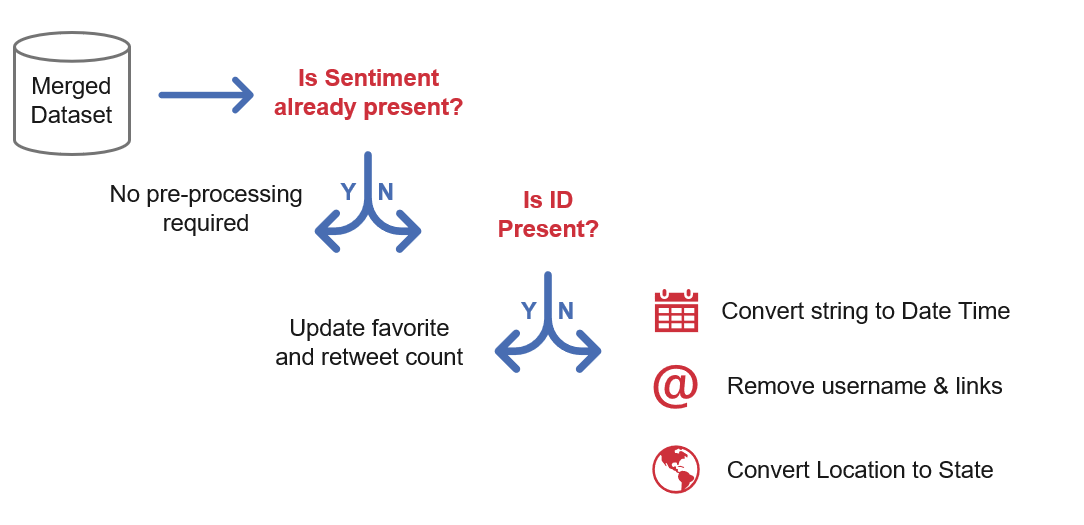 Merged
Dataset
Is Sentiment
already present?
Y N
No pre-processing
required
Is ID
Present?
Y N
Update favorite
and retweet count
Convert string to Date Time
@ Remove username & links
Convert Location to State